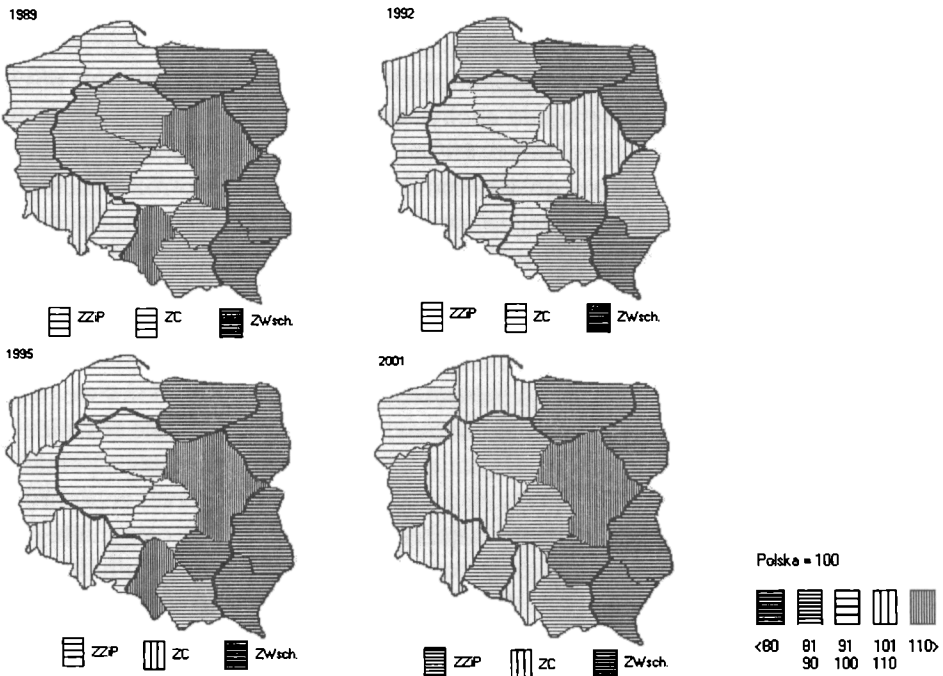 1989
1992
ZZiP ZC ZWsch.
ZZiP ZC ZWsch.
1995
2001
Polska = 100
<80 81 91 101 110>
90 100 110
ZZiP ZC ZWsch.
ZZiP ZC ZWsch.